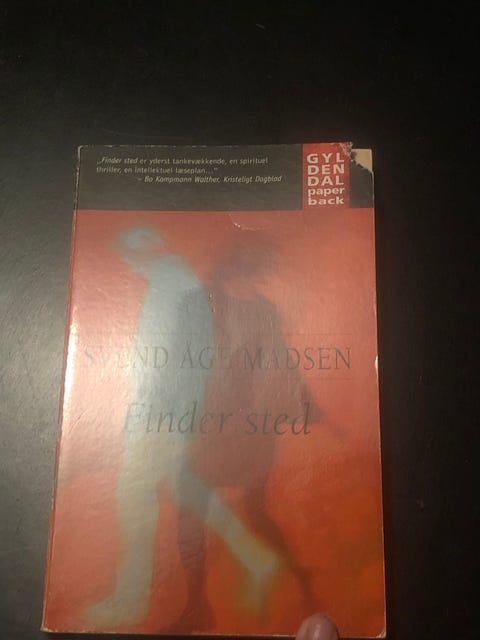 „Finder sted er yderst tankevækkende, en spirituel
thriller, en intellektuel læseplan..."
– Bo Kampmann Walther, Kristeligt Dagblad
GYL
DEN
DAL
paper
back
SVEND ÅGE MADSEN
Finder sted